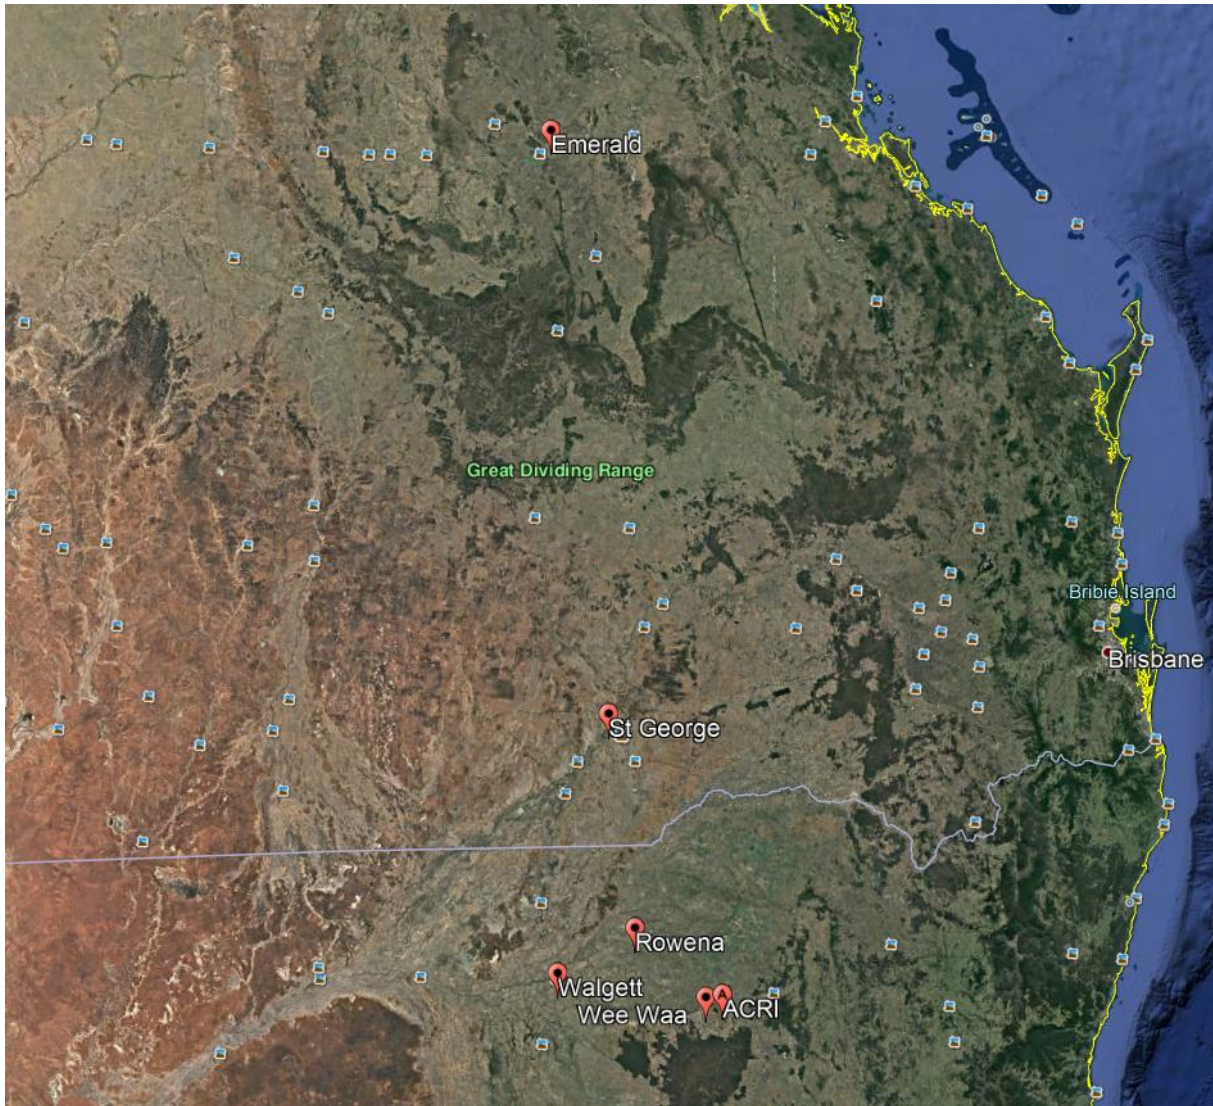 Emerald
Great Dividing Range
Bribie Island
Brisbane
St George
Rowena
Walgett
Wee Waa
A
ACRI